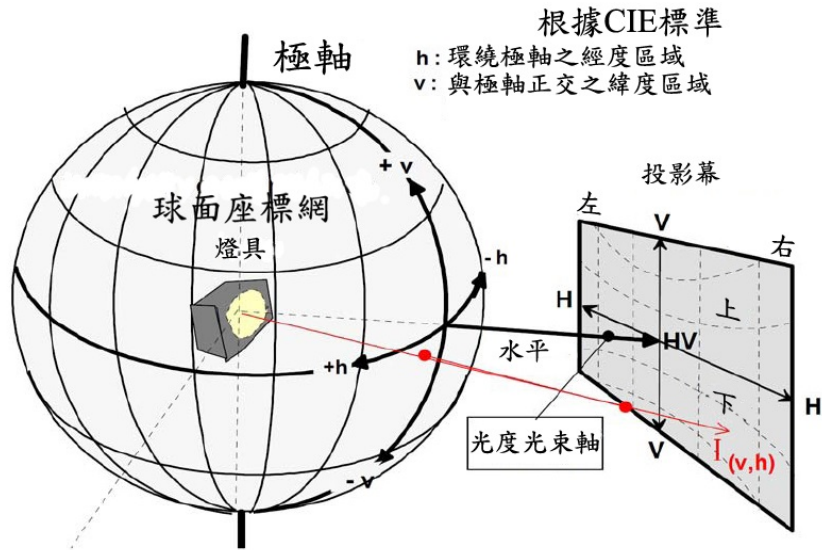 根據CIE標準
h：環繞極軸之經度區域
v：與極軸正交之緯度區域
極軸
+ v
投影幕
左
V
右
球面座標網
燈具
- h
H
上
HV
水平
+h
下
H
光度光束軸
V
I (v,h)
- v